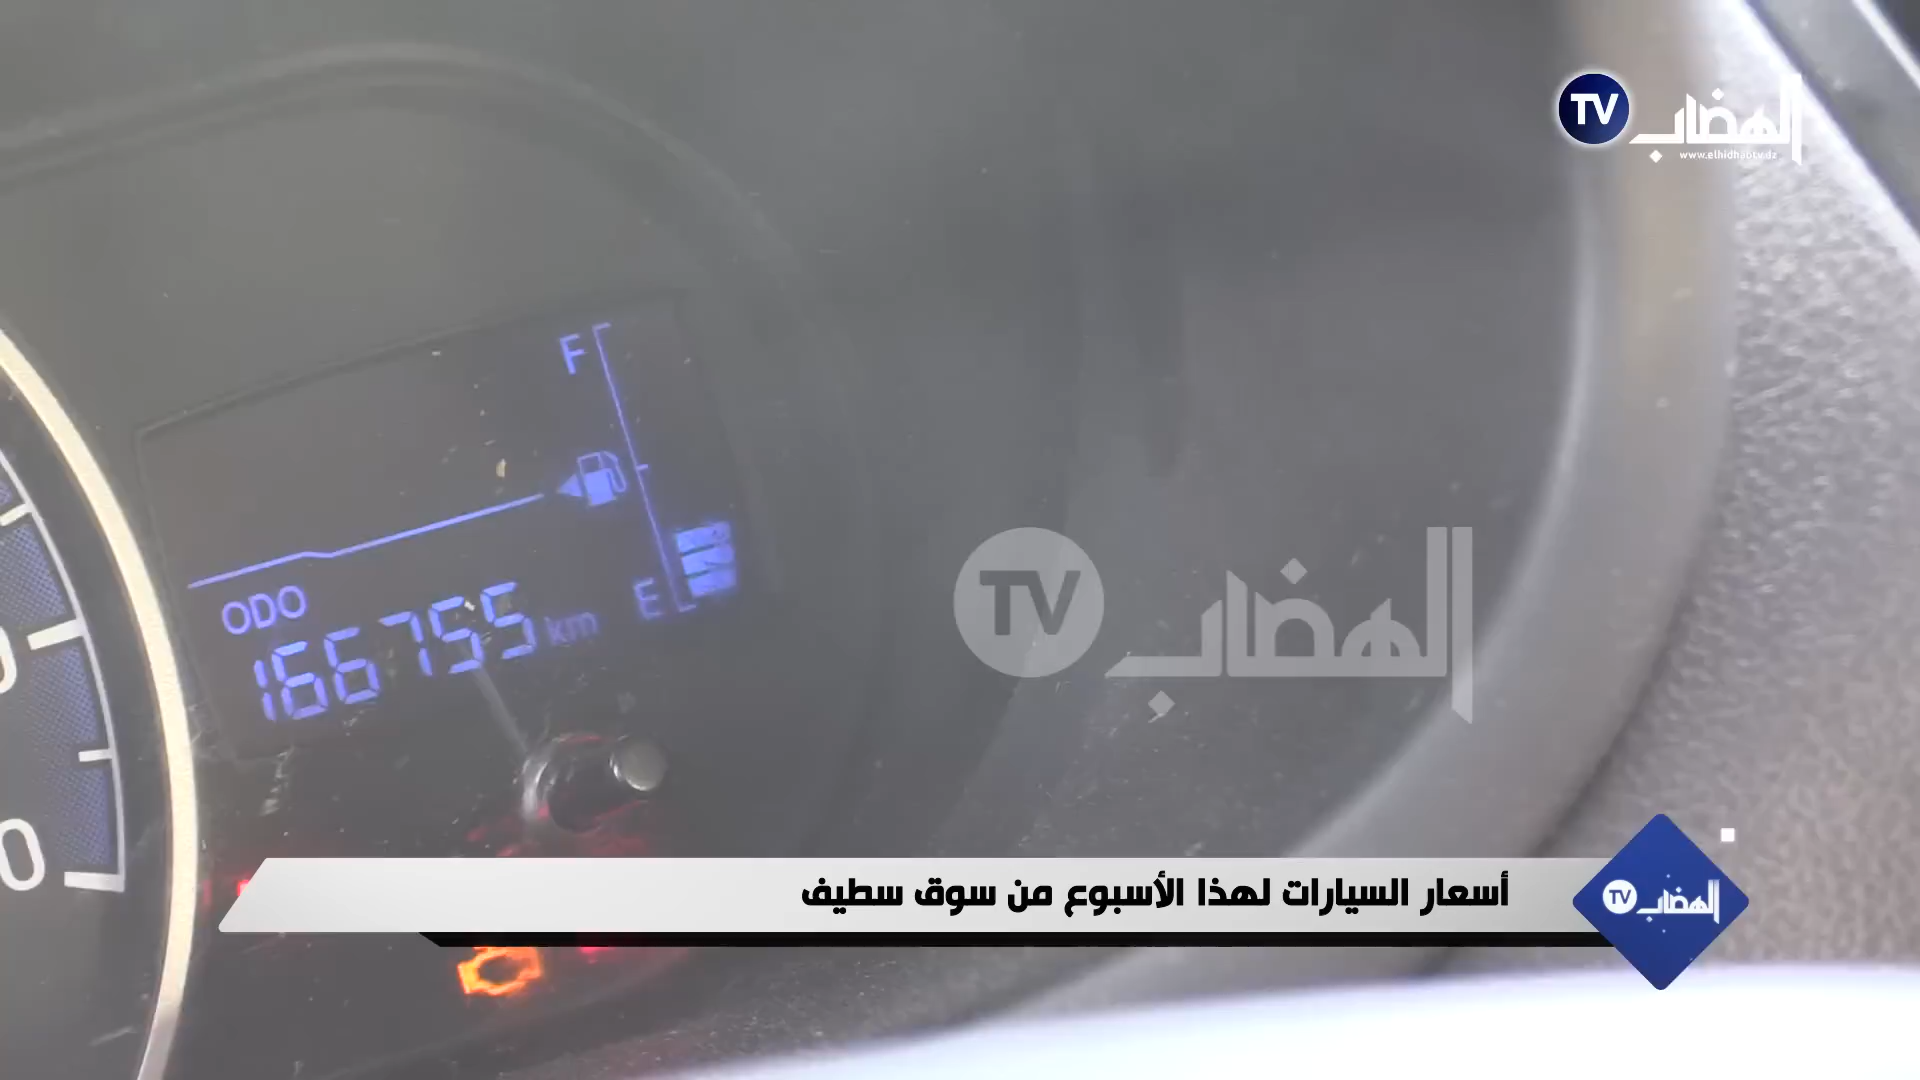 TV الهضاب
www.elhidhabtv.dz
F
E
ODO
166755 km
TV الهضاب
أسعار السيارات لهذا الأسبوع من سوق سطيف
TV الهضاب
0